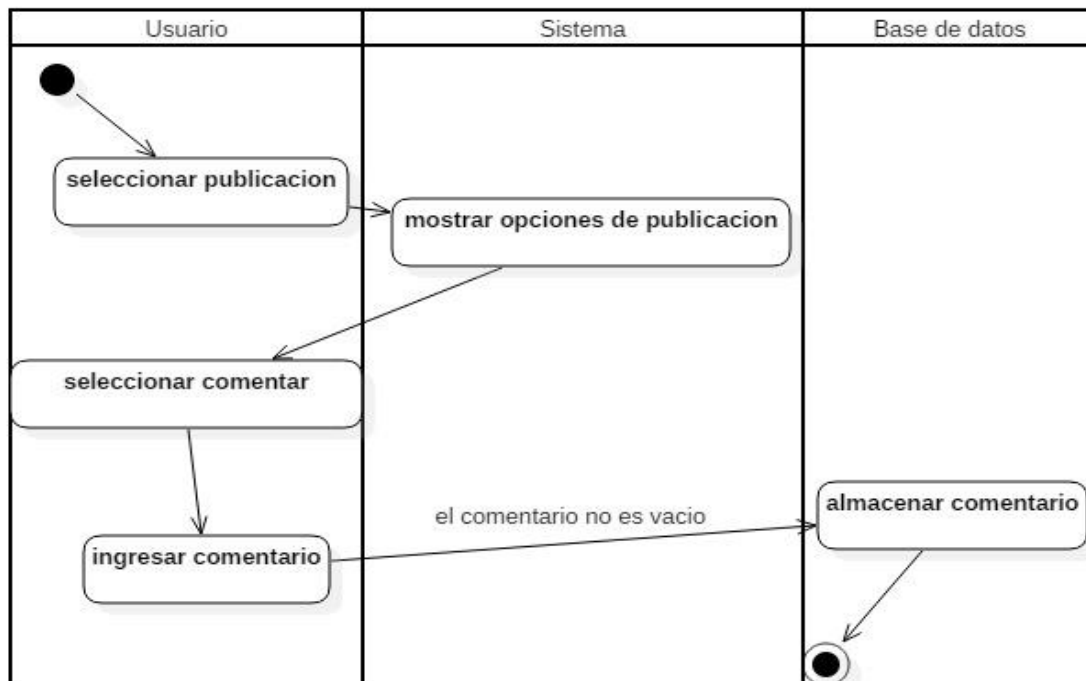 Usuario
Sistema
Base de datos
seleccionar publicacion
mostrar opciones de publicacion
seleccionar comentar
almacenar comentario
el comentario no es vacio
ingresar comentario